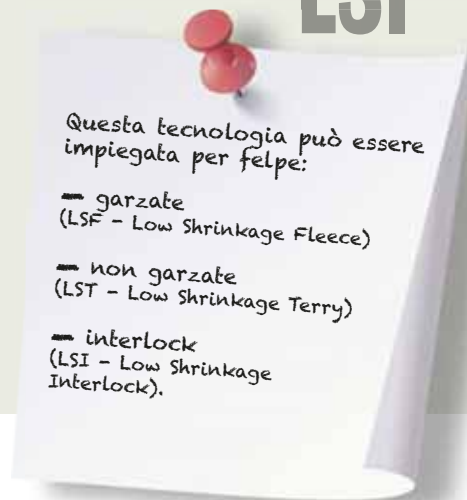 LSI
Questa tecnologia può essere
impiegata per felpe:
– garzate
(LSF – Low Shrinkage Fleece)
– non garzate
(LST – Low Shrinkage Terry)
– interlock
(LSI – Low Shrinkage
Interlock).